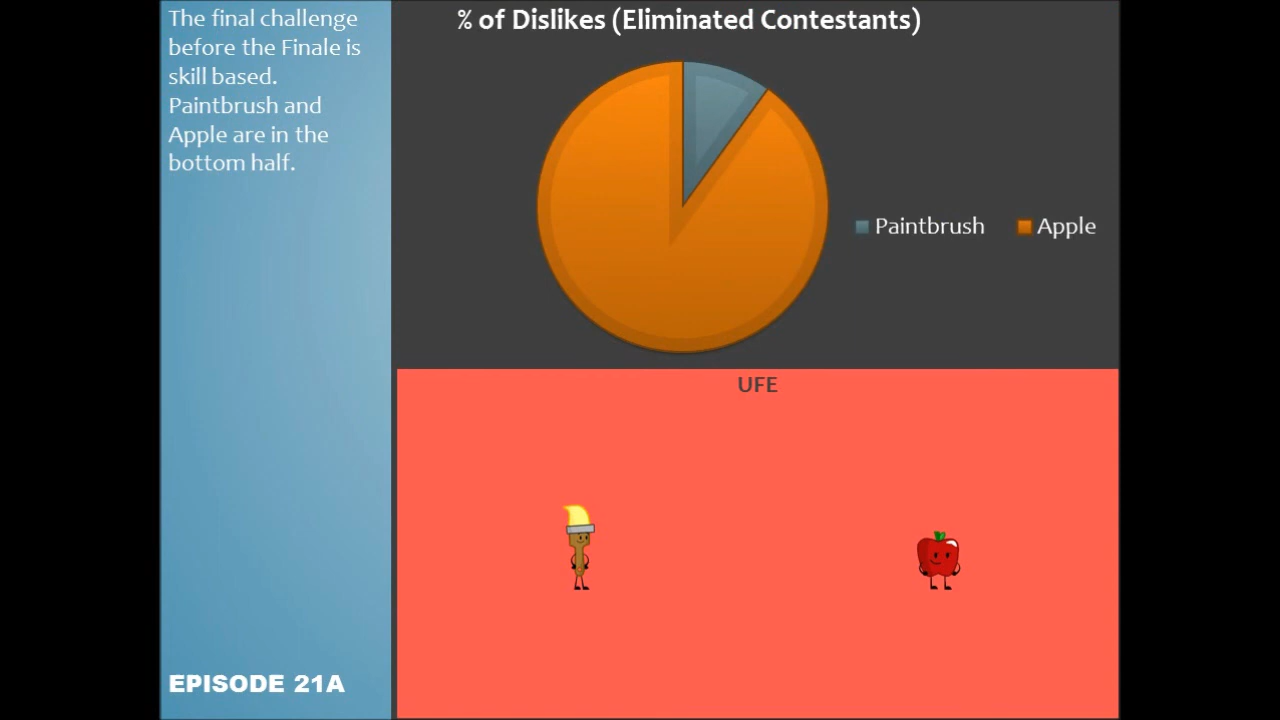 The final challenge
before the Finale is
skill based.
Paintbrush and
Apple are in the
bottom half.
EPISODE 21A
% of Dislikes (Eliminated Contestants)
Paintbrush
Apple
UFE